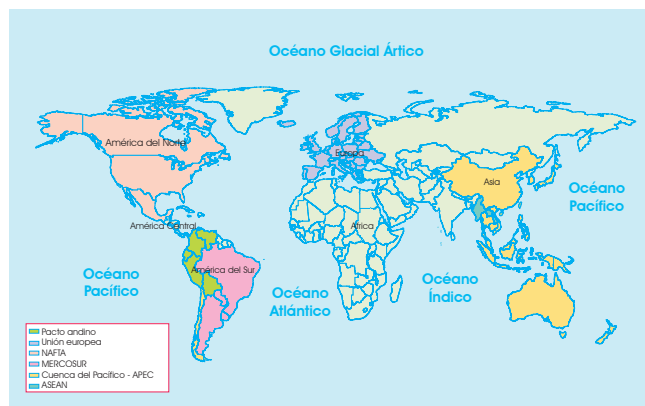 Océano Glacial Ártico
América del Norte
Europa
Asia
Océano
Pacífico
América Central
África
América del Sur
Océano
Pacífico
Océano
Atlántico
Océano
Índico
Pacto andino
Unión europea
NAFTA
MERCOSUR
Cuenca del Pacífico - APEC
ASEAN